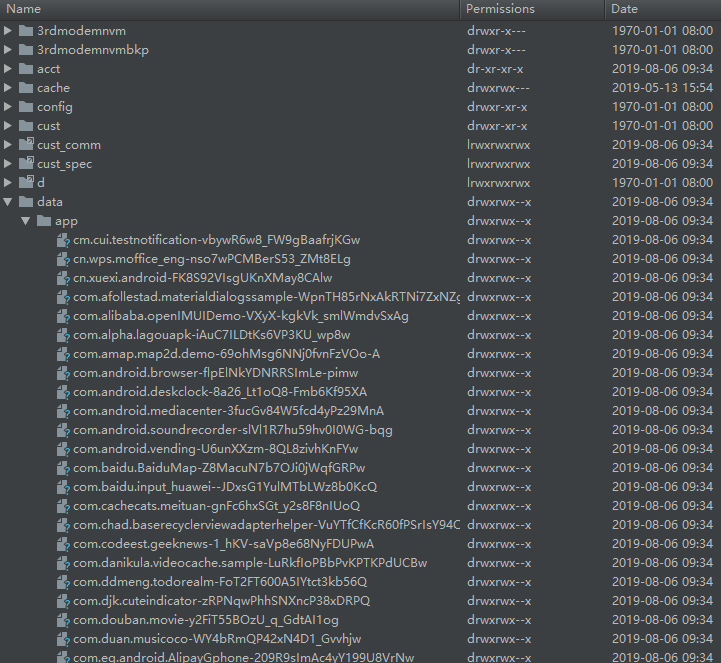 Name Permissions Date
3rdmodemnvm drwxr-x--- 1970-01-01 08:00
3rdmodemnvmbkp drwxr-x--- 1970-01-01 08:00
acct dr-xr-xr-x 2019-08-06 09:34
cache drwxrwx--- 2019-05-13 15:54
config drwxr-xr-x 1970-01-01 08:00
cust drwxr-xr-x 1970-01-01 08:00
cust_comm lrwxrwxrwx 2019-08-06 09:34
cust_spec lrwxrwxrwx 2019-08-06 09:34
d lrwxrwxrwx 1970-01-01 08:00
data drwxrwx--x 2019-08-06 09:34
app drwxrwx--x 2019-08-06 09:34
cm.cui.testnotification-vbywR6w8_FW9gBaafrjKGw drwxrwx--x 2019-08-06 09:34
cn.wps.moffice_eng-nso7wPCMBerS53_ZMt8ELg drwxrwx--x 2019-08-06 09:34
cn.xuexi.android-FK8S92VIsgUKnXMay8CAlw drwxrwx--x 2019-08-06 09:34
com.afollestad.materialdialogssample-WpnTH85rNxAkRTNi7ZxNZg drwxrwx--x 2019-08-06 09:34
com.alibaba.openIMUIDemo-VXyX-kgkVk_smlWmdvSxAg drwxrwx--x 2019-08-06 09:34
com.alpha.lagouapk-iAuC7ILDtKs6VP3KU_wp8w drwxrwx--x 2019-08-06 09:34
com.amap.map2d.demo-69ohMsg6NNj0fvnFzVOo-A drwxrwx--x 2019-08-06 09:34
com.android.browser-flpElNkYDNRRSImLe-pimw drwxrwx--x 2019-08-06 09:34
com.android.deskclock-8a26_Lt1oQ8-Fmb6Kf95XA drwxrwx--x 2019-08-06 09:34
com.android.mediacenter-3fucGv84W5fcd4yPz29MnA drwxrwx--x 2019-08-06 09:34
com.android.soundrecorder-slVl1R7hu59hv0I0WG-bqg drwxrwx--x 2019-08-06 09:34
com.android.vending-U6unXXzm-8QL8zivhKnFYw drwxrwx--x 2019-08-06 09:34
com.baidu.BaiduMap-Z8MacuN7b7OJi0jWqfGRPw drwxrwx--x 2019-08-06 09:34
com.baidu.input_huawei--JDxsG1YulMTbLWz8b0KcQ drwxrwx--x 2019-08-06 09:34
com.cachecats.meituan-gnFc6hxSGt_y2s8F8nIUoQ drwxrwx--x 2019-08-06 09:34
com.chad.baserecyclerviewadapterhelper-VuYTfCfKcR60fPSrIsY94C drwxrwx--x 2019-08-06 09:34
com.codeest.geeknews-1_hKV-saVp8e68NyFDUPwA drwxrwx--x 2019-08-06 09:34
com.danikula.videocache.sample-LuRkfIoPBbPvKPTKPdUCBw drwxrwx--x 2019-08-06 09:34
com.ddmeng.todorealm-FoT2FT600A5IYtct3kb56Q drwxrwx--x 2019-08-06 09:34
com.djk.cuteindicator-zRPNqwPhhSNXncP38xDRPQ drwxrwx--x 2019-08-06 09:34
com.douban.movie-y2FiT55BOzU_q_GdtAI1og drwxrwx--x 2019-08-06 09:34
com.duan.musicoco-WY4bRmQP42xN4D1_Gvvhjw drwxrwx--x 2019-08-06 09:34
com.eg.android.AlipayGphone-209R9sImAc4yY199U8VrNw drwxrwx--x 2019-08-06 09:34